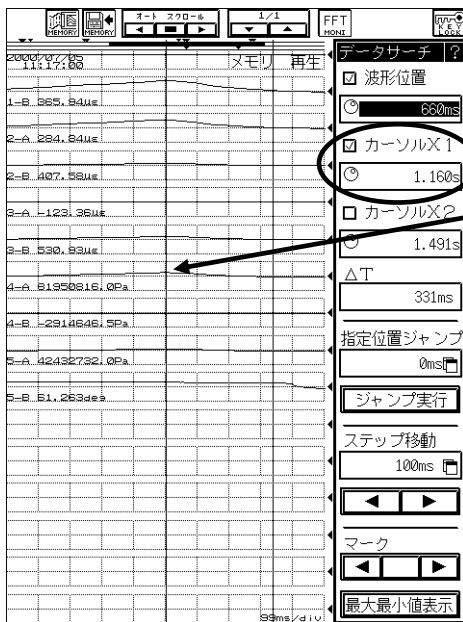 MEMORY
MEMORY
オート スクロール
1/1
FFT
MONI
KEY
LOCK
2000/07/05
11:17:00
メモリ 再生
1-B 365.94με
2-A 284.84με
2-B 407.58με
3-A -123.36με
3-B 530.93με
4-A 81950816.0Pa
4-B -2914646.5Pa
5-A 42432732.0Pa
5-B 61.263deg
99ms/div
データサーチ ?
波形位置
660ms
カーソルX1
1.160s
カーソルX2
1.491s
ΔT
331ms
指定位置ジャンプ
0ms
ジャンプ実行
ステップ移動
100ms
マーク
最大最小値表示